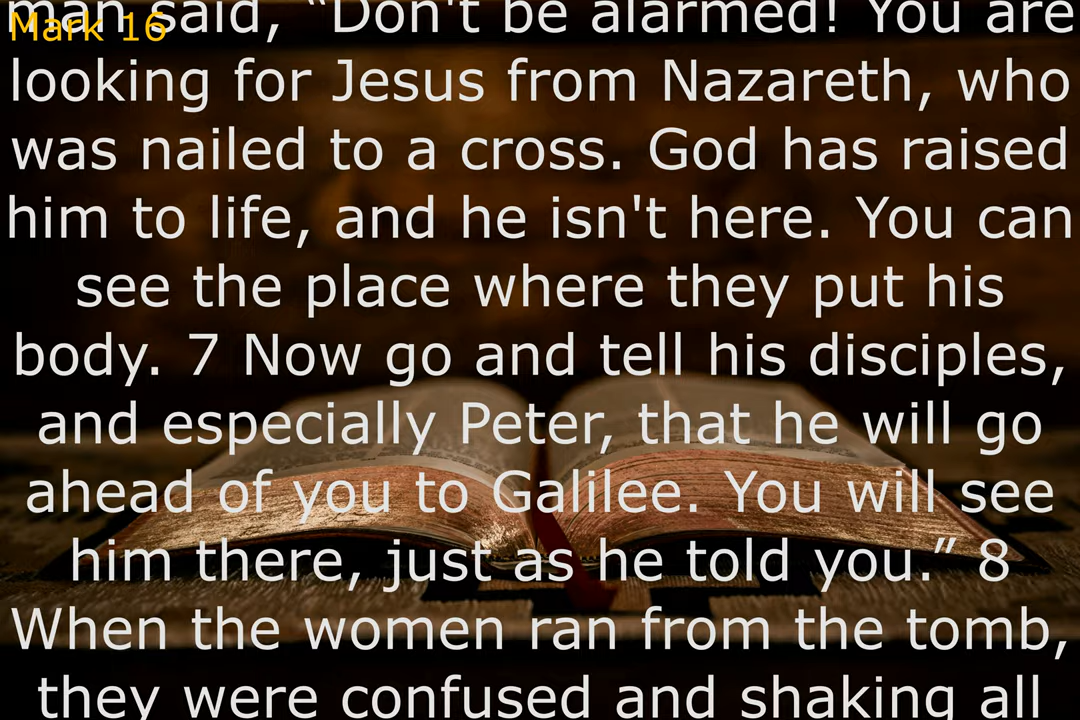 man said, “Don't be alarmed! You are
Mark 16
looking for Jesus from Nazareth, who
was nailed to a cross. God has raised
him to life, and he isn't here. You can
see the place where they put his
body. 7 Now go and tell his disciples,
and especially Peter, that he will go
ahead of you to Galilee. You will see
him there, just as he told you.” 8
When the women ran from the tomb,
they were confused and shaking all